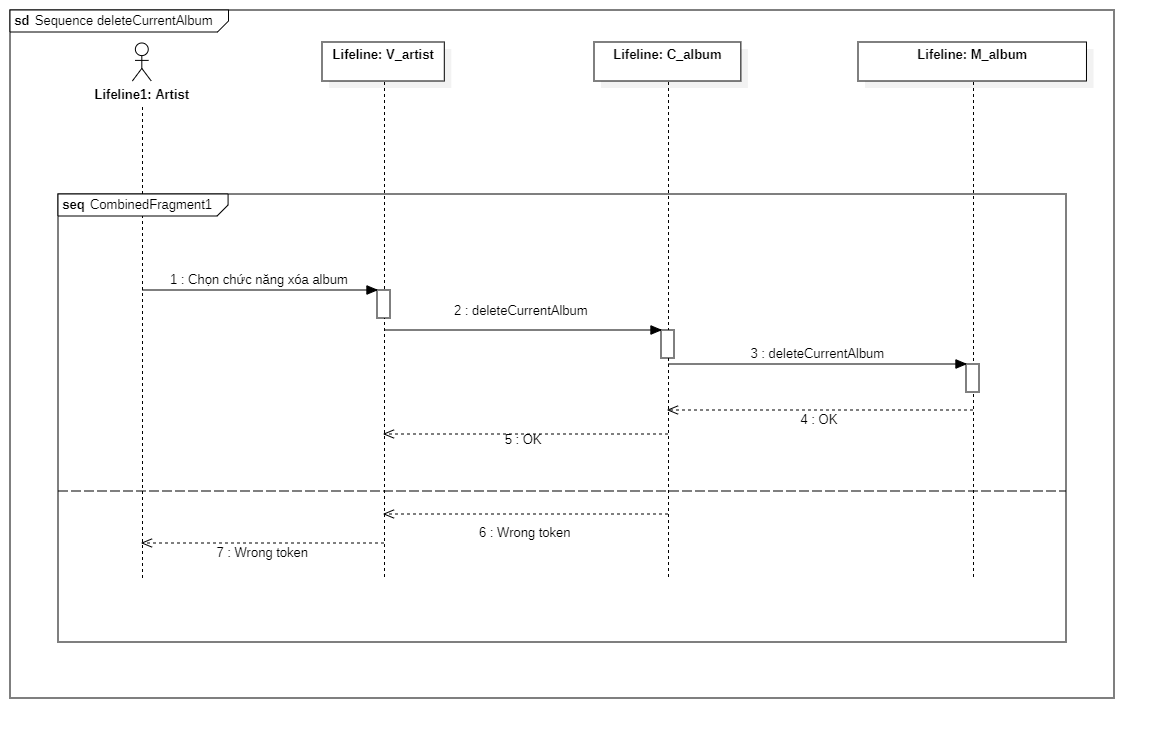 sd Sequence deleteCurrentAlbum
Lifeline1: Artist
Lifeline: V_artist
Lifeline: C_album
Lifeline: M_album
seq CombinedFragment1
1 : Chọn chức năng xóa album
2 : deleteCurrentAlbum
3 : deleteCurrentAlbum
4 : OK
5 : OK
6 : Wrong token
7 : Wrong token